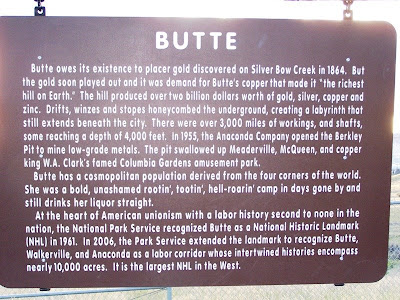 BUTTE
Butte owes its existence to placer gold discovered on Silver Bow Creek in 1864. But
the gold soon played out and it was demand for Butte's copper that made it "the richest
hill on Earth." The hill produced over two billion dollars worth of gold, silver, copper and
zinc. Drifts, winzes and stopes honeycombed the underground, creating a labyrinth that
still extends beneath the city. There were over 3,000 miles of workings, and shafts,
some reaching a depth of 4,000 feet. In 1955, the Anaconda Company opened the Berkley
Pit to mine low-grade metals. The pit swallowed up Meaderville, McQueen, and copper
king W.A. Clark's famed Columbia Gardens amusement park.
Butte has a cosmopolitan population derived from the four corners of the world.
She was a bold, unashamed rootin', tootin', hell-roarin' camp in days gone by and
still drinks her liquor straight.
At the heart of American unionism with a labor history second to none in the
nation, the National Park Service recognized Butte as a National Historic Landmark
(NHL) in 1961. In 2006, the Park Service extended the landmark to recognize Butte,
Walkerville, and Anaconda as a labor corridor whose intertwined histories encompass
nearly 10,000 acres. It is the largest NHL in the West.